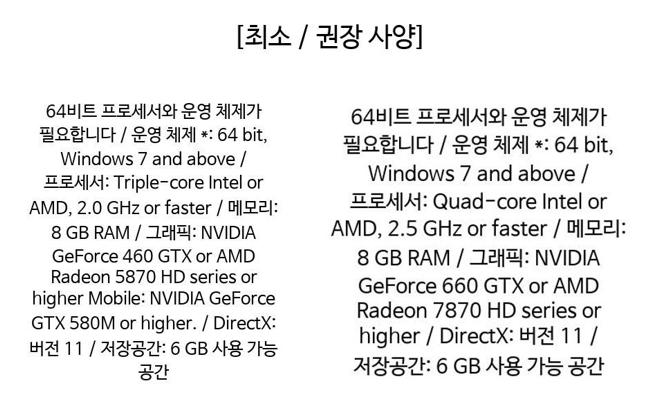 [최소 / 권장 사양]
64비트 프로세서와 운영 체제가
필요합니다 / 운영 체제 *: 64 bit,
Windows 7 and above /
프로세서: Triple-core Intel or
AMD, 2.0 GHz or faster / 메모리:
8 GB RAM / 그래픽: NVIDIA
GeForce 460 GTX or AMD
Radeon 5870 HD series or
higher Mobile: NVIDIA GeForce
GTX 580M or higher. / DirectX:
버전 11 / 저장공간: 6 GB 사용 가능
공간
64비트 프로세서와 운영 체제가
필요합니다 / 운영 체제 *: 64 bit,
Windows 7 and above /
프로세서: Quad-core Intel or
AMD, 2.5 GHz or faster / 메모리:
8 GB RAM / 그래픽: NVIDIA
GeForce 660 GTX or AMD
Radeon 7870 HD series or
higher / DirectX: 버전 11 /
저장공간: 6 GB 사용 가능 공간